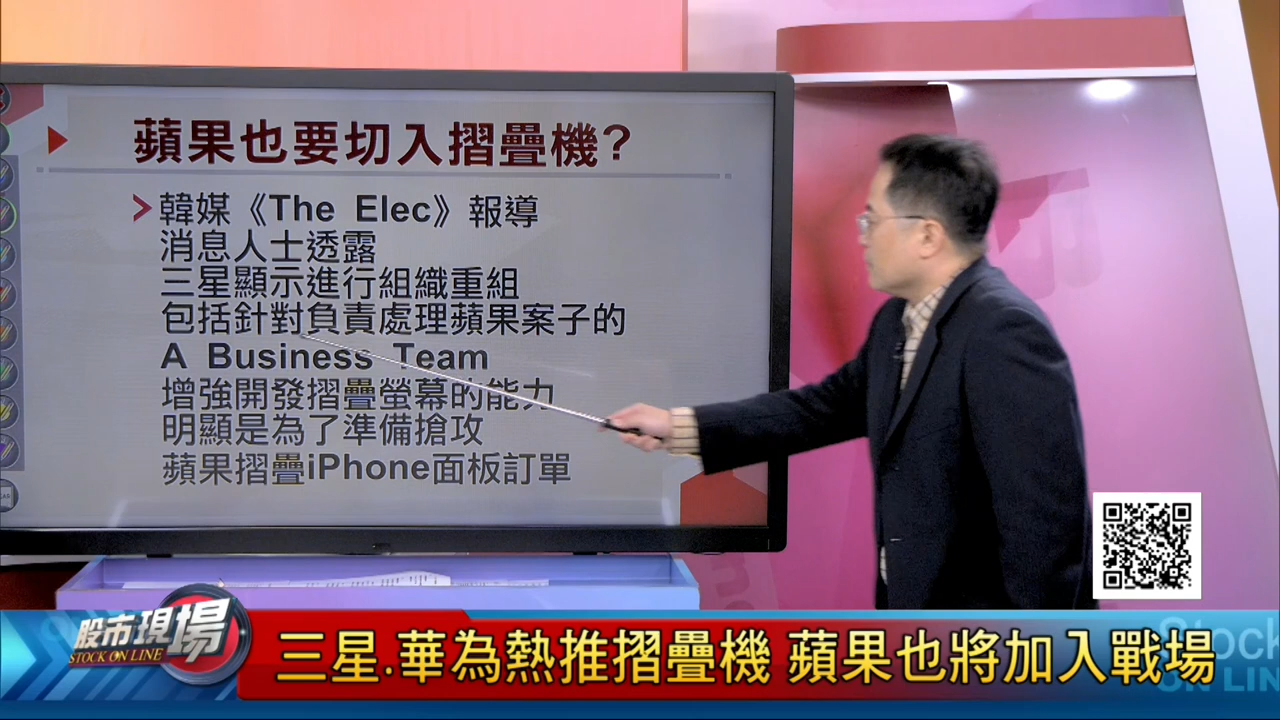 蘋果也要切入摺疊機?
韓媒《The Elec》報導
消息人士透露
三星顯示進行組織重組
包括針對負責處理蘋果案子的
A Business Team
增強開發摺疊螢幕的能力
明顯是為了準備搶攻
蘋果摺疊iPhone面板訂單
股市現場
STOCK ON LINE
三星.華為熱推摺疊機 蘋果也將加入戰場
Stock
ON LIN